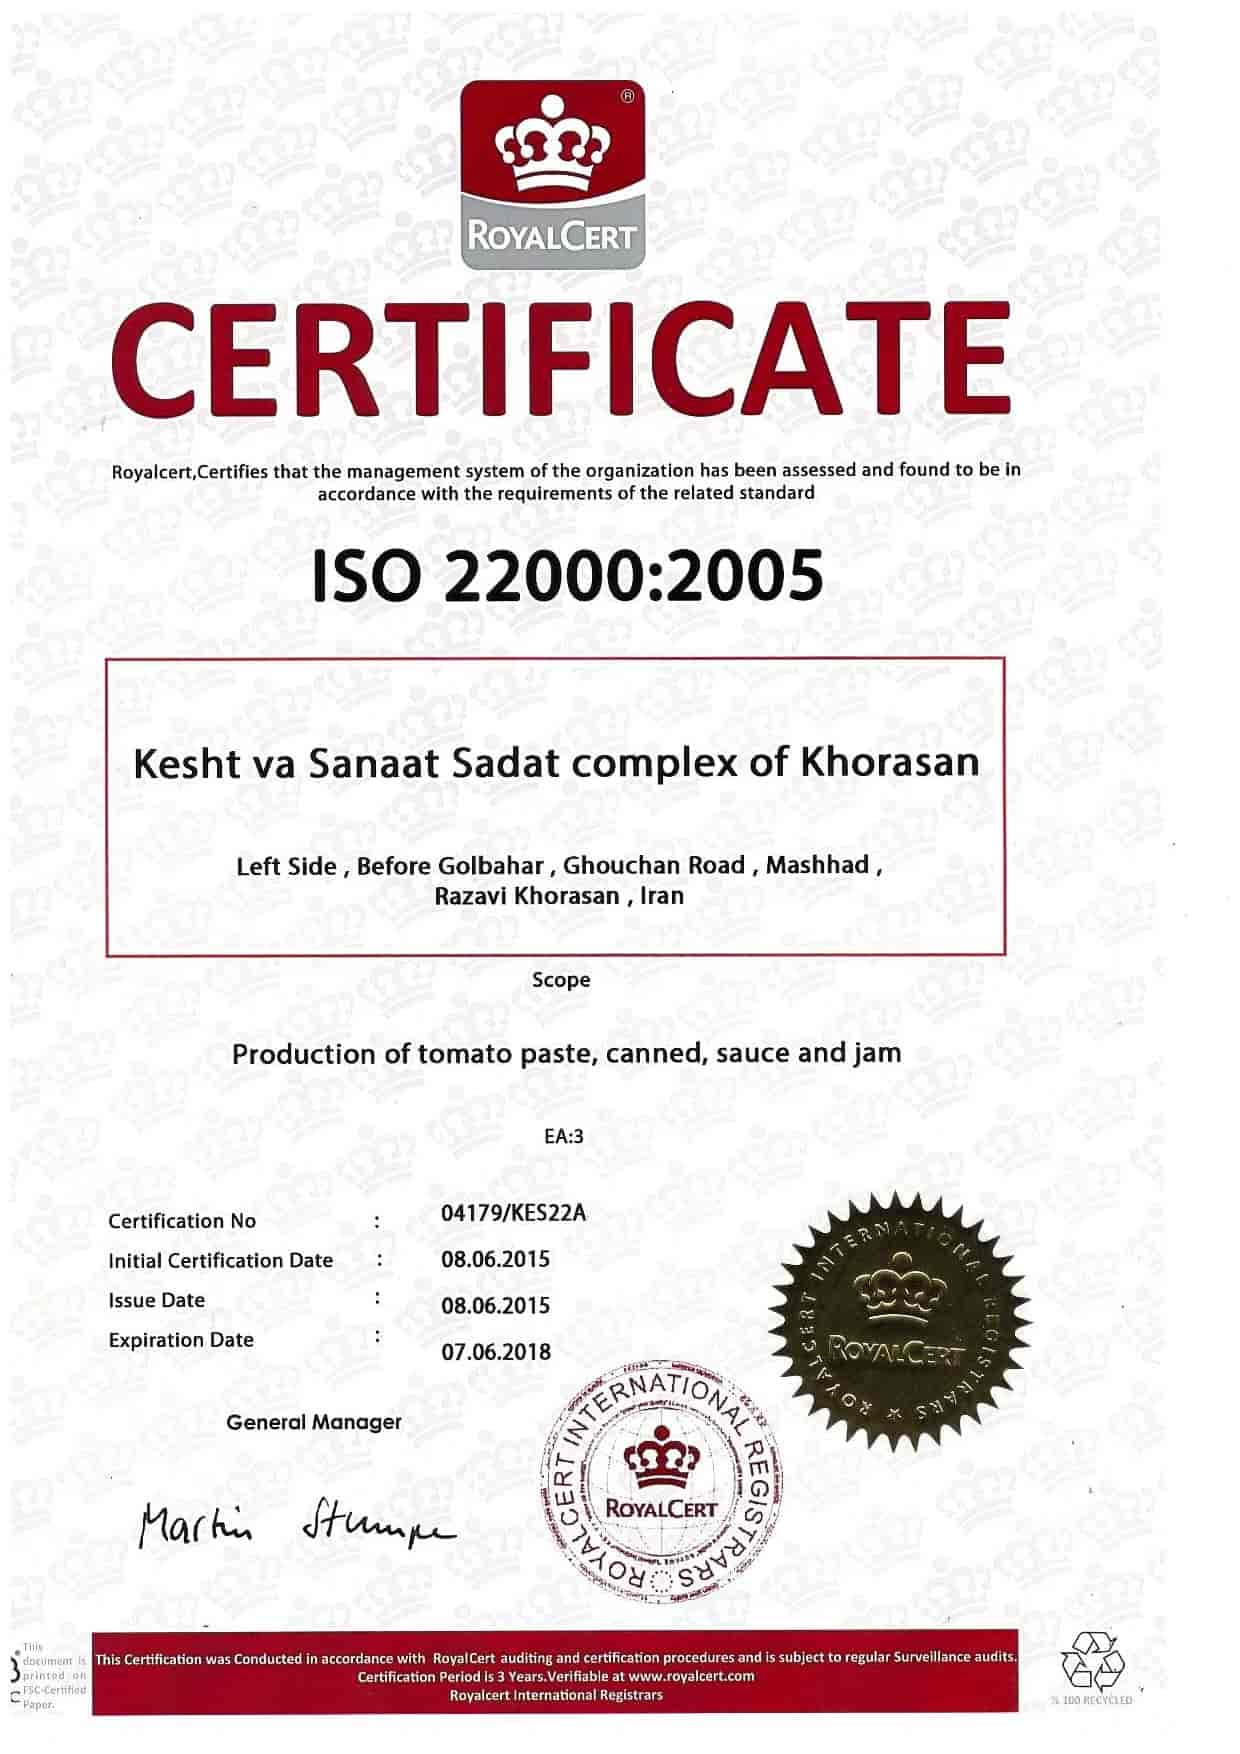 ®
ROYALCERT
CERTIFICATE
Royalcert,Certifies that the management system of the organization has been assessed and found to be in
accordance with the requirements of the related standard
ISO 22000:2005
Kesht va Sanaat Sadat complex of Khorasan
Left Side , Before Golbahar , Ghouchan Road , Mashhad ,
Razavi Khorasan , Iran
Scope
Production of tomato paste, canned, sauce and jam
EA:3
Certification No : 04179/KES22A
Initial Certification Date : 08.06.2015
Issue Date : 08.06.2015
Expiration Date : 07.06.2018
General Manager
Martin Stumpe
ROYALCERT INTERNATIONAL REGISTRARS
ROYALCERT
ROYALCERT INTERNATIONAL REGISTRARS
ROYALCERT
This
document is
printed on
FSC-Certified
Paper.
This Certification was Conducted in accordance with RoyalCert auditing and certification procedures and is subject to regular Surveillance audits.
Certification Period is 3 Years.Verifiable at www.royalcert.com
Royalcert International Registrars
% 100 RECYCLED